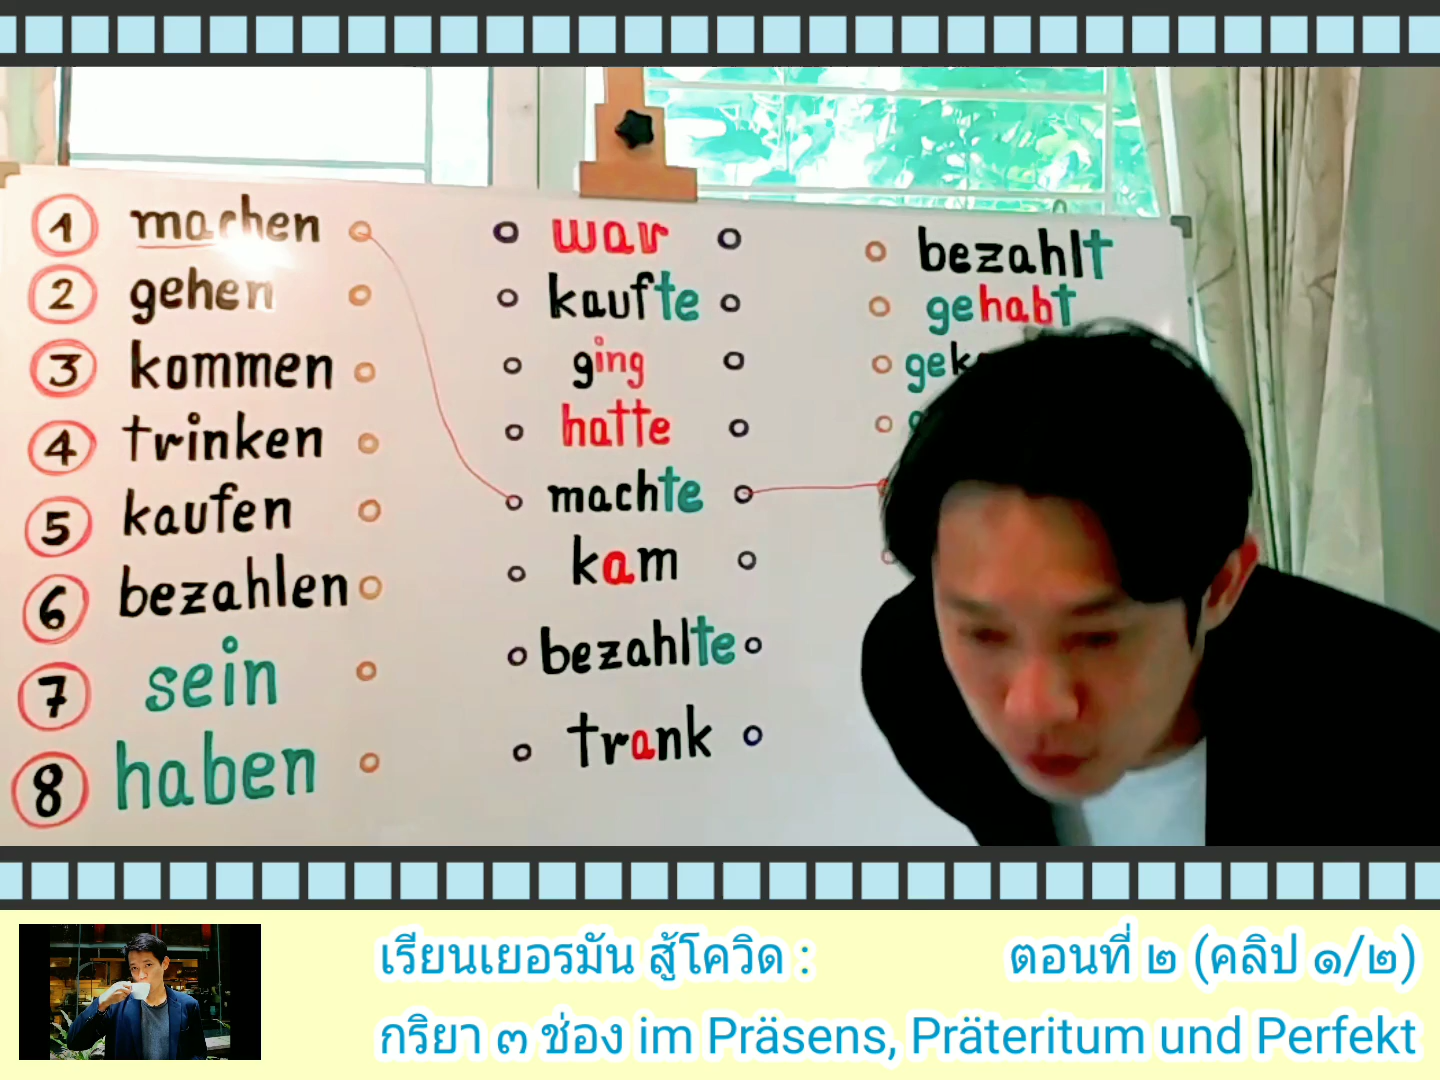 1 machen
2 gehen
3 kommen
4 trinken
5 kaufen
6 bezahlen
7 sein
8 haben
war
kaufte
ging
hatte
machte
kam
bezahlte
trank
bezahlt
gehabt
เรียนเยอรมัน สู้โควิด : ตอนที่ ๒ (คลิป ๑/๒)
กริยา ๓ ช่อง im Präsens, Präteritum und Perfekt